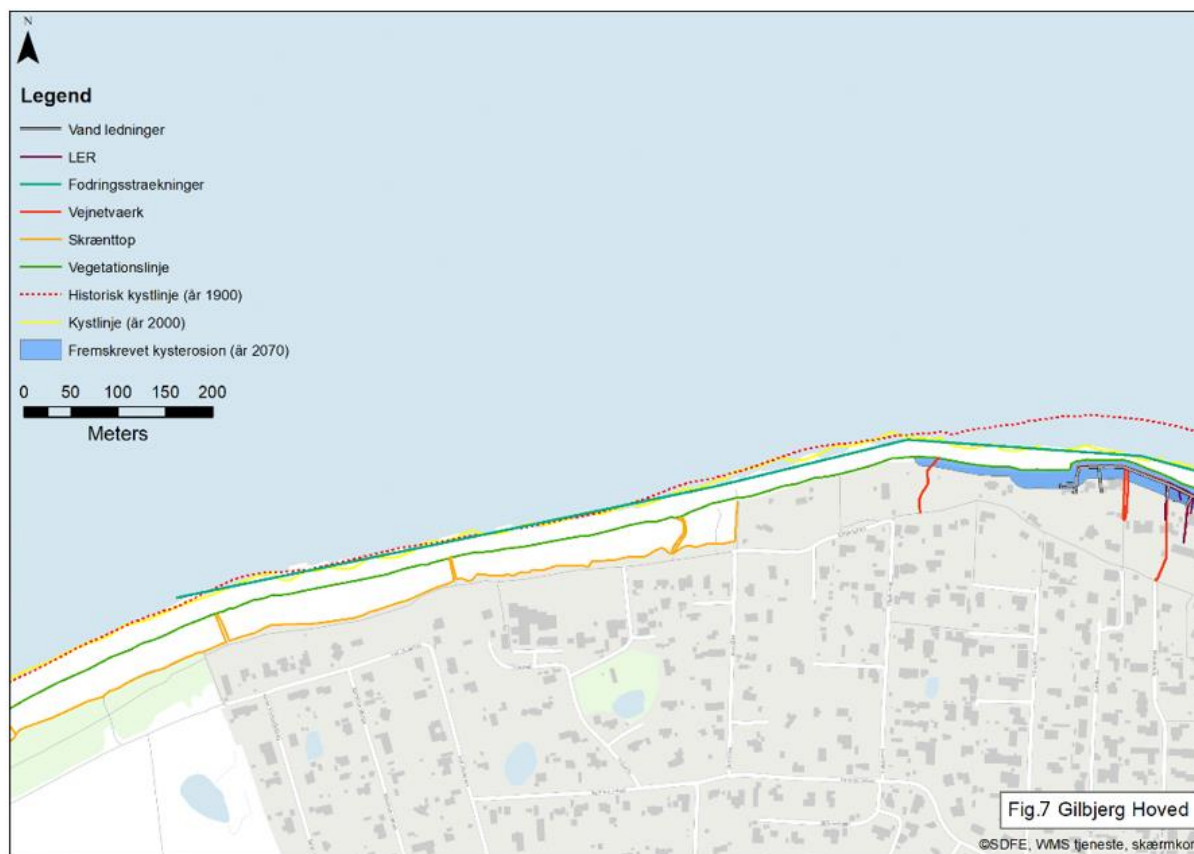 N
Legend
Vand ledninger
LER
Fodringsstraekninger
Vejnetvaerk
Skrænttop
Vegetationslinje
Historisk kystlinje (år 1900)
Kystlinje (år 2000)
Fremskrevet kysterosion (år 2070)
0 50 100 150 200
Meters
Fig.7 Gilbjerg Hoved
©SDFE, WMS tjeneste, skærmkor